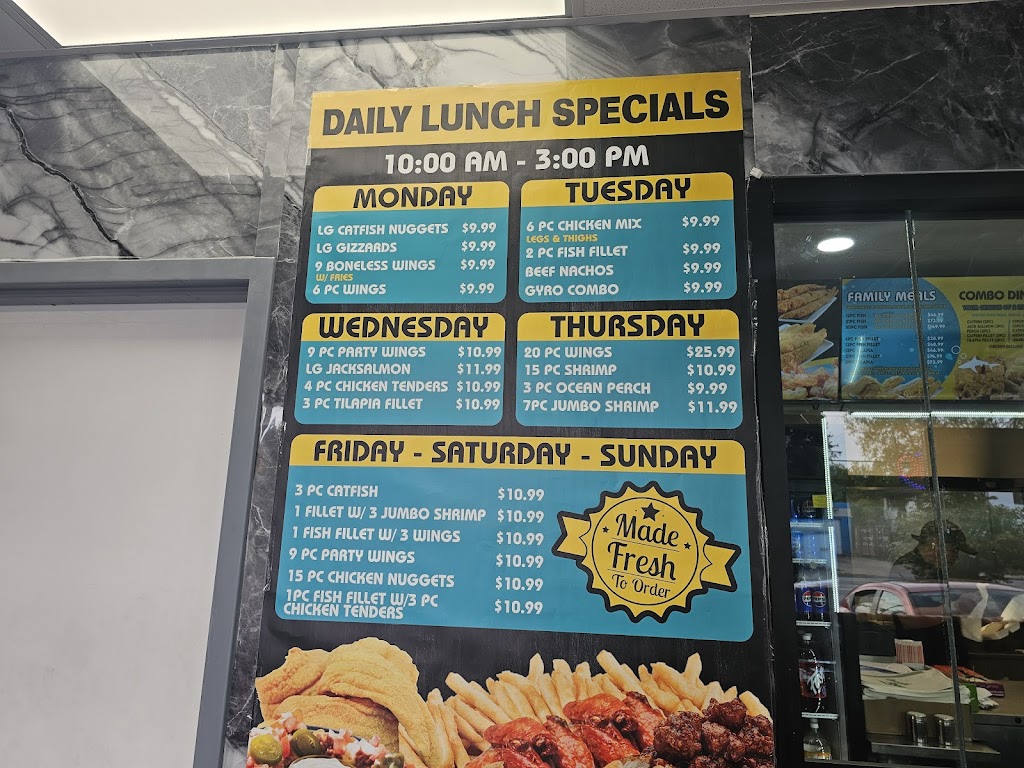 DAILY LUNCH SPECIALS
10:00 AM - 3:00 PM
MONDAY
LG CATFISH NUGGETS $9.99
LG GIZZARDS $9.99
9 BONELESS WINGS $9.99
W/ FRIES
6 PC WINGS $9.99
TUESDAY
6 PC CHICKEN MIX $9.99
LEGS & THIGHS
2 PC FISH FILLET $9.99
BEEF NACHOS $9.99
GYRO COMBO $9.99
WEDNESDAY
9 PC PARTY WINGS $10.99
LG JACKSALMON $11.99
4 PC CHICKEN TENDERS $10.99
3 PC TILAPIA FILLET $10.99
THURSDAY
20 PC WINGS $25.99
15 PC SHRIMP $10.99
3 PC OCEAN PERCH $9.99
7PC JUMBO SHRIMP $11.99
FRIDAY - SATURDAY - SUNDAY
3 PC CATFISH $10.99
1 FILLET W/ 3 JUMBO SHRIMP $10.99
1 FISH FILLET W/ 3 WINGS $10.99
9 PC PARTY WINGS $10.99
15 PC CHICKEN NUGGETS $10.99
1PC FISH FILLET W/3 PC
CHICKEN TENDERS $10.99
Made
Fresh
To Order
FAMILY MEALS
COMBO